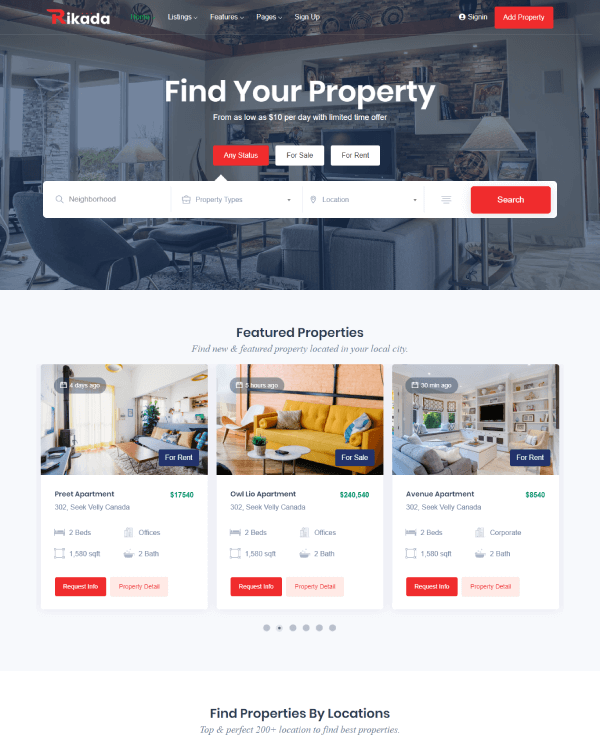 Rikada Home Listings Features Pages Sign Up Signin Add Property
Find Your Property
From as low as $10 per day with limited time offer
Any Status For Sale For Rent
Neighborhood Property Types Location Search
Featured Properties
Find new & featured property located in your local city.
4 days ago
For Rent
Preet Apartment $17540
302, Seek Velly Canada
2 Beds Offices
1,580 sqft 2 Bath
Request Info Property Detail
5 hours ago
For Sale
Owl Lio Apartment $240,540
302, Seek Velly Canada
2 Beds Offices
1,580 sqft 2 Bath
Request Info Property Detail
30 min ago
For Rent
Avenue Apartment $8540
302, Seek Velly Canada
2 Beds Corporate
1,580 sqft 2 Bath
Request Info Property Detail
Find Properties By Locations
Top & perfect 200+ location to find best properties.